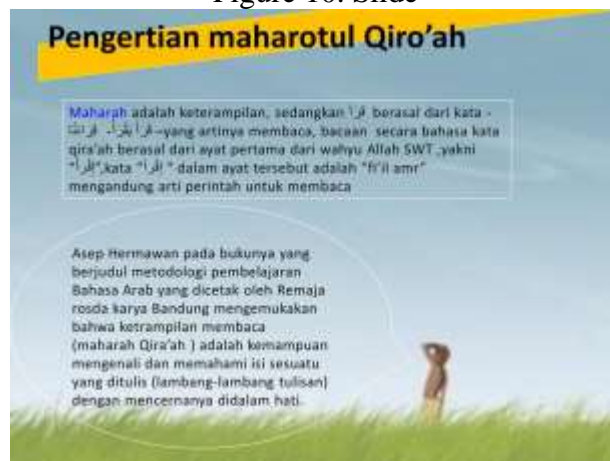 Figure 10. Slide
Pengertian maharotul Qiro'ah
Maharah adalah keterampilan, sedangkan قرأ berasal dari kata -
قرأ يقرأ - قراءة –yang artinya membaca, bacaan secara bahasa kata
qira'ah berasal dari ayat pertama dari wahyu Allah SWT ,yakni
"إقرأ",kata "إقرأ " dalam ayat tersebut adalah "fi'il amr"
mengandung arti perintah untuk membaca
Asep Hermawan pada bukunya yang
berjudul metodologi pembelajaran
Bahasa Arab yang dicetak oleh Remaja
rosda karya Bandung mengemukakan
bahwa ketrampilan membaca
(maharah Qira'ah ) adalah kemampuan
mengenali dan memahami isi sesuatu
yang ditulis (lambang-lambang tulisan)
dengan mencernanya didalam hati.